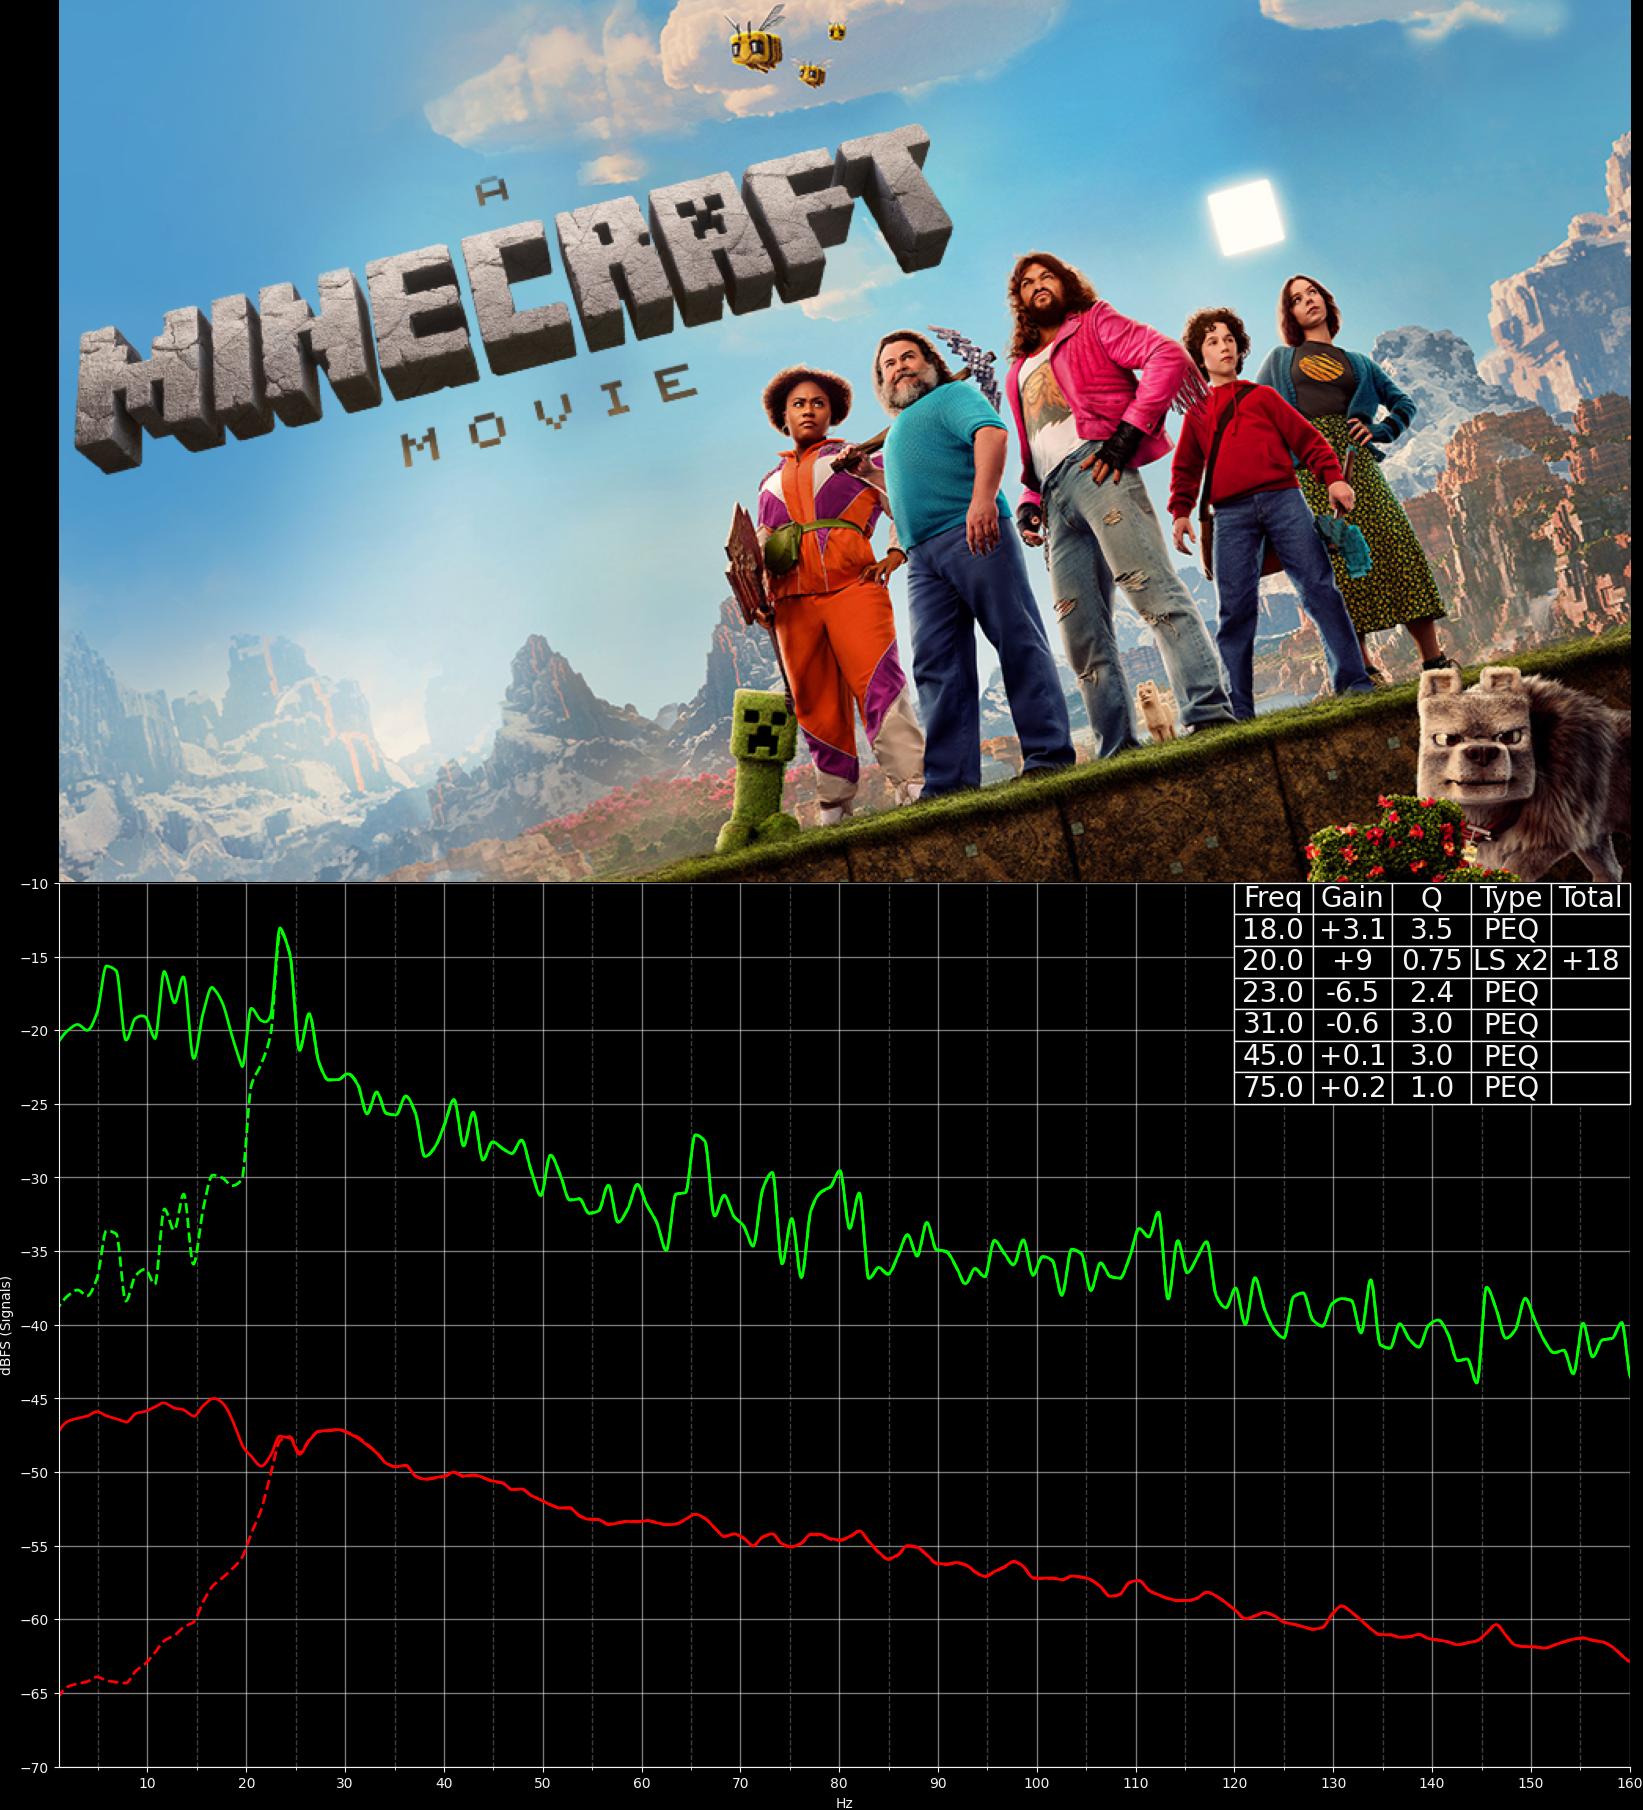 A
MINECRAFT
MOVIE
Freq Gain Q Type Total
18.0 +3.1 3.5 PEQ
20.0 +9 0.75 LS x2 +18
23.0 -6.5 2.4 PEQ
31.0 -0.6 3.0 PEQ
45.0 +0.1 3.0 PEQ
75.0 +0.2 1.0 PEQ
−10
−15
−20
−25
−30
−35
−40
−45
−50
−55
−60
−65
−70
dBFS (Signals)
10 20 30 40 50 60 70 80 90 100 110 120 130 140 150 160
Hz